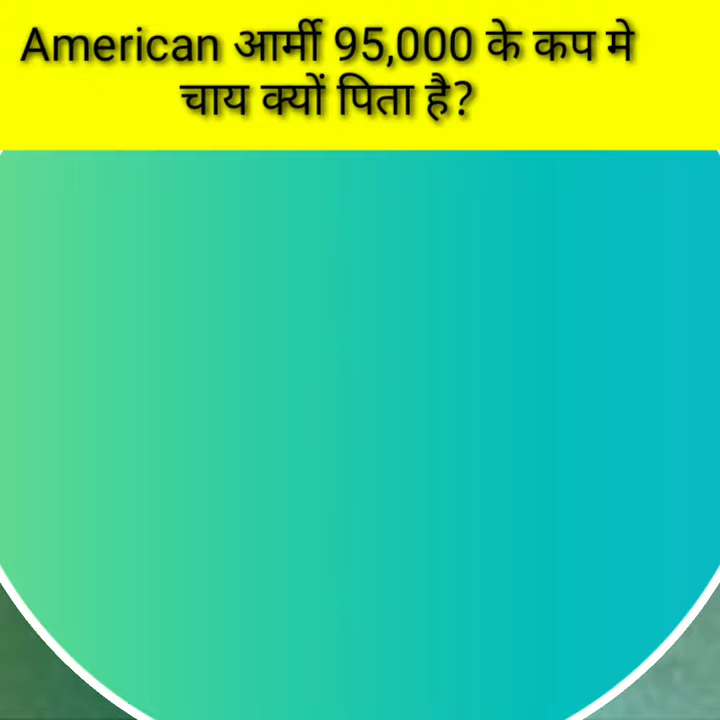 American आर्मी 95,000 के कप मे
चाय क्यों पिता है?